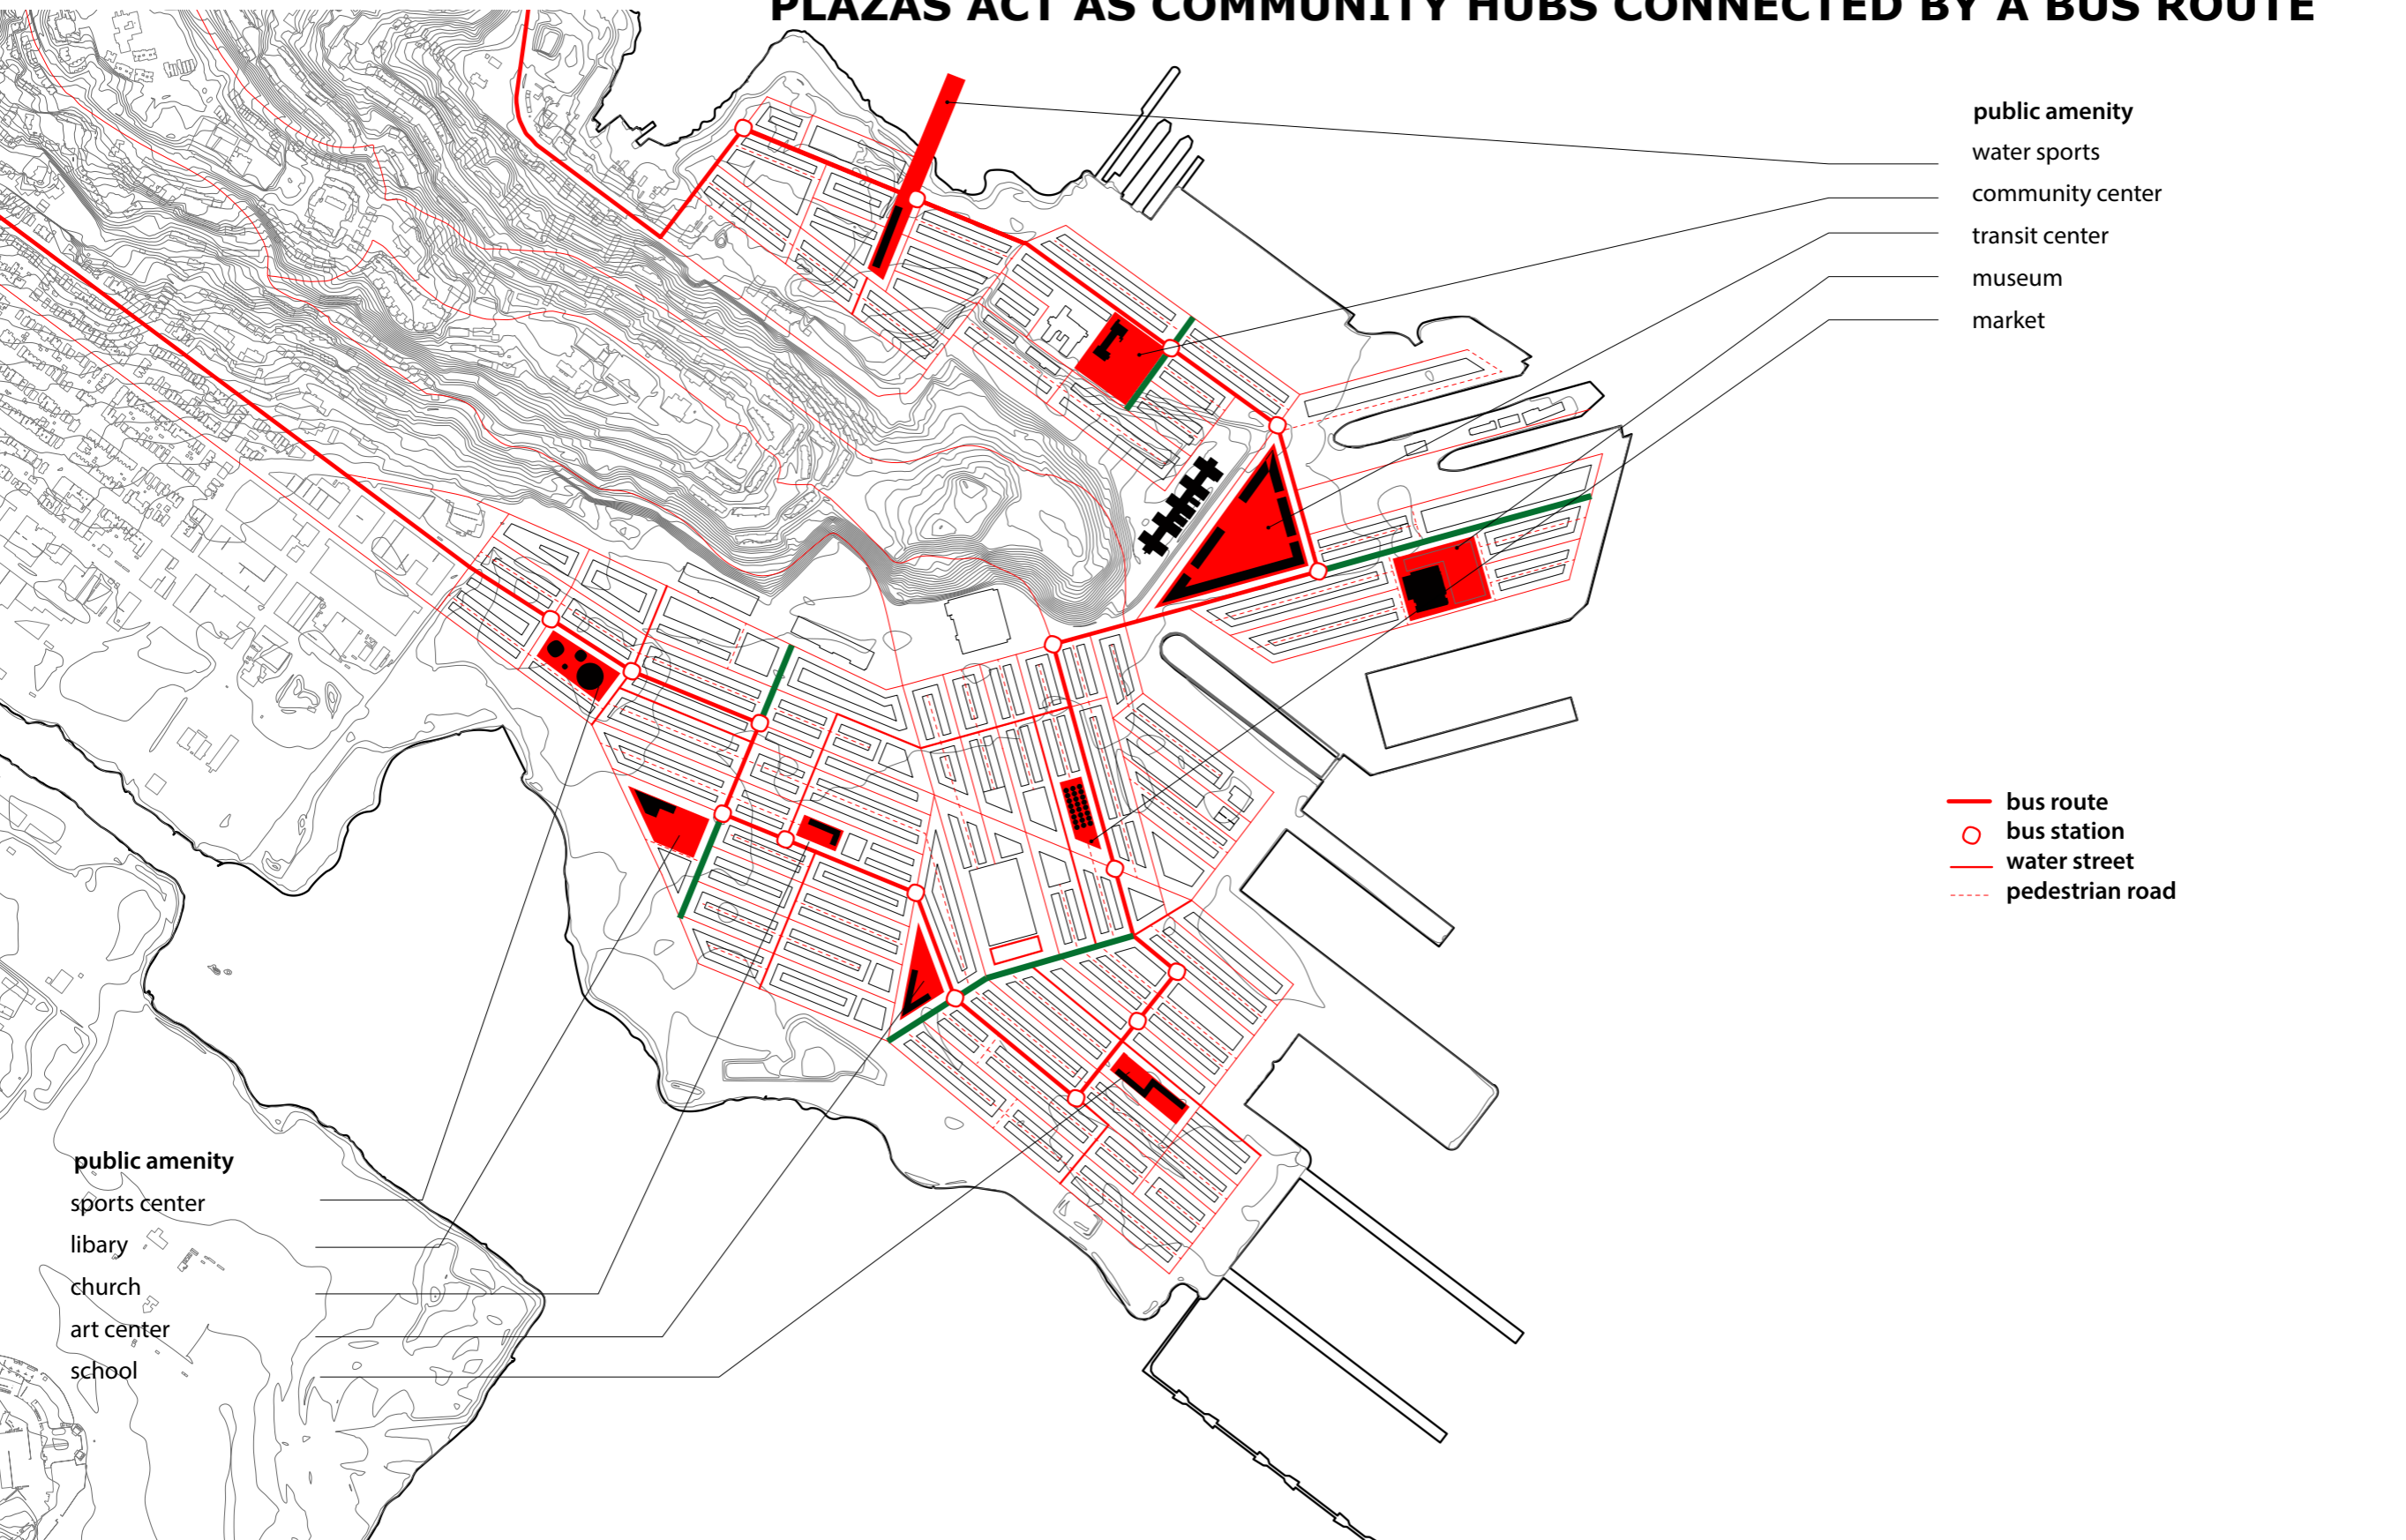 PLAZAS ACT AS COMMUNITY HUBS CONNECTED BY A BUS ROUTE
public amenity
water sports
community center
transit center
museum
market
bus route
bus station
water street
pedestrian road
public amenity
sports center
libary
church
art center
school